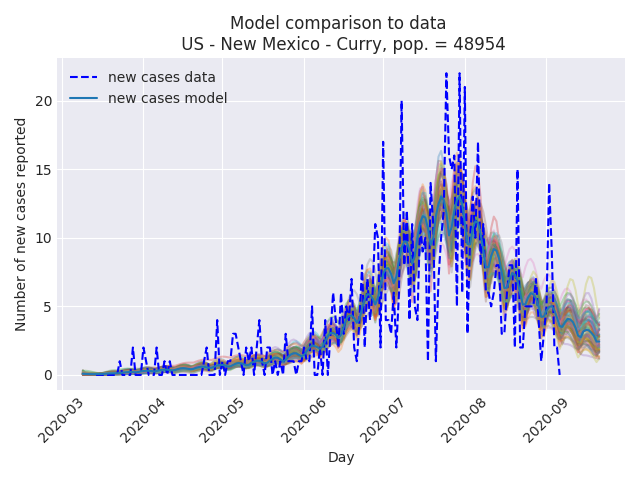 Model comparison to data
US - New Mexico - Curry, pop. = 48954
new cases data
new cases model
Number of new cases reported
20
15
10
5
0
2020-03
2020-04
2020-05
2020-06
2020-07
2020-08
2020-09
Day